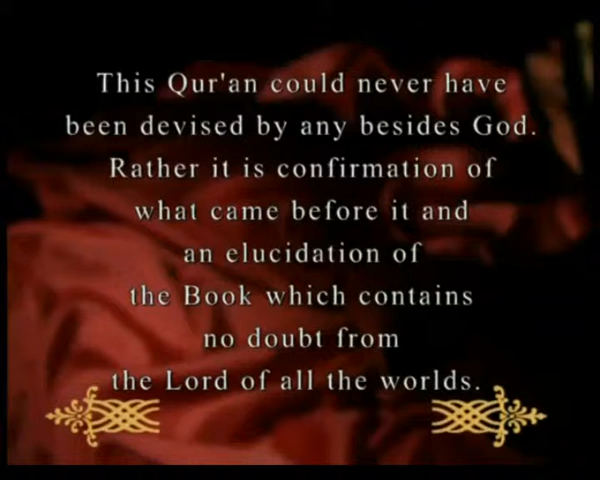 This Qur'an could never have
been devised by any besides God.
Rather it is confirmation of
what came before it and
an elucidation of
the Book which contains
no doubt from
the Lord of all the worlds.